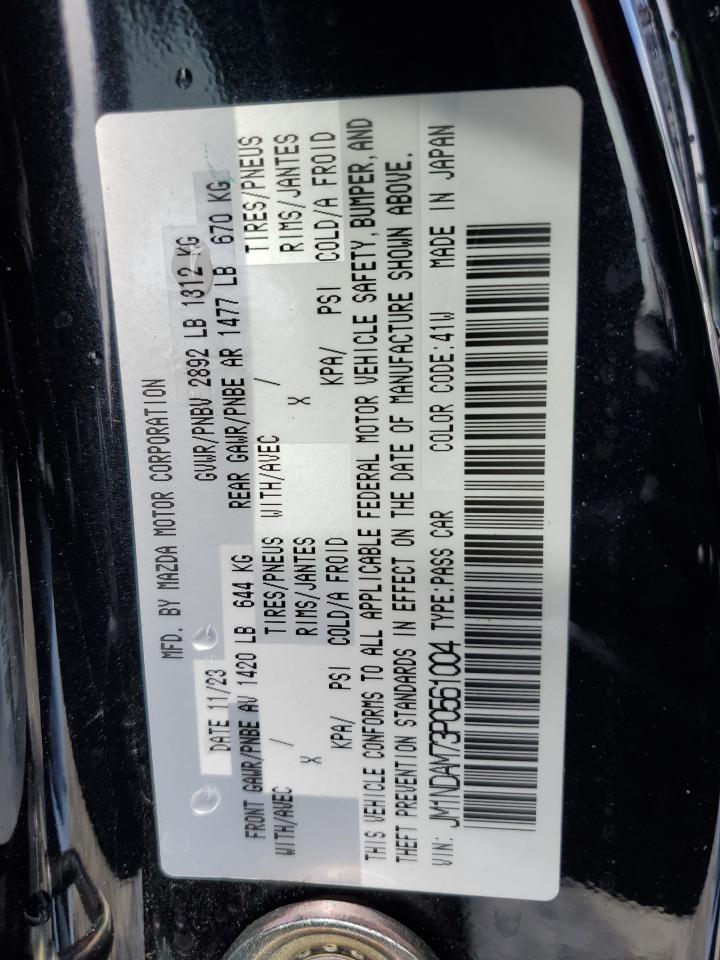 MFD. BY MAZDA MOTOR CORPORATION
DATE 11/23 GVWR/PNBV 2892 LB 1312 KG
FRONT GAWR/PNBE AV 1420 LB 644 KG REAR GAWR/PNBE AR 1477 LB 670 KG
WITH/AVEC / TIRES/PNEUS WITH/AVEC / TIRES/PNEUS
X RIMS/JANTES X RIMS/JANTES
KPA/ PSI COLD/A FROID KPA/ PSI COLD/A FROID
THIS VEHICLE CONFORMS TO ALL APPLICABLE FEDERAL MOTOR VEHICLE SAFETY, BUMPER, AND
THEFT PREVENTION STANDARDS IN EFFECT ON THE DATE OF MANUFACTURE SHOWN ABOVE.
VIN: JM1NDAM73P0561004 TYPE:PASS CAR COLOR CODE:41W MADE IN JAPAN